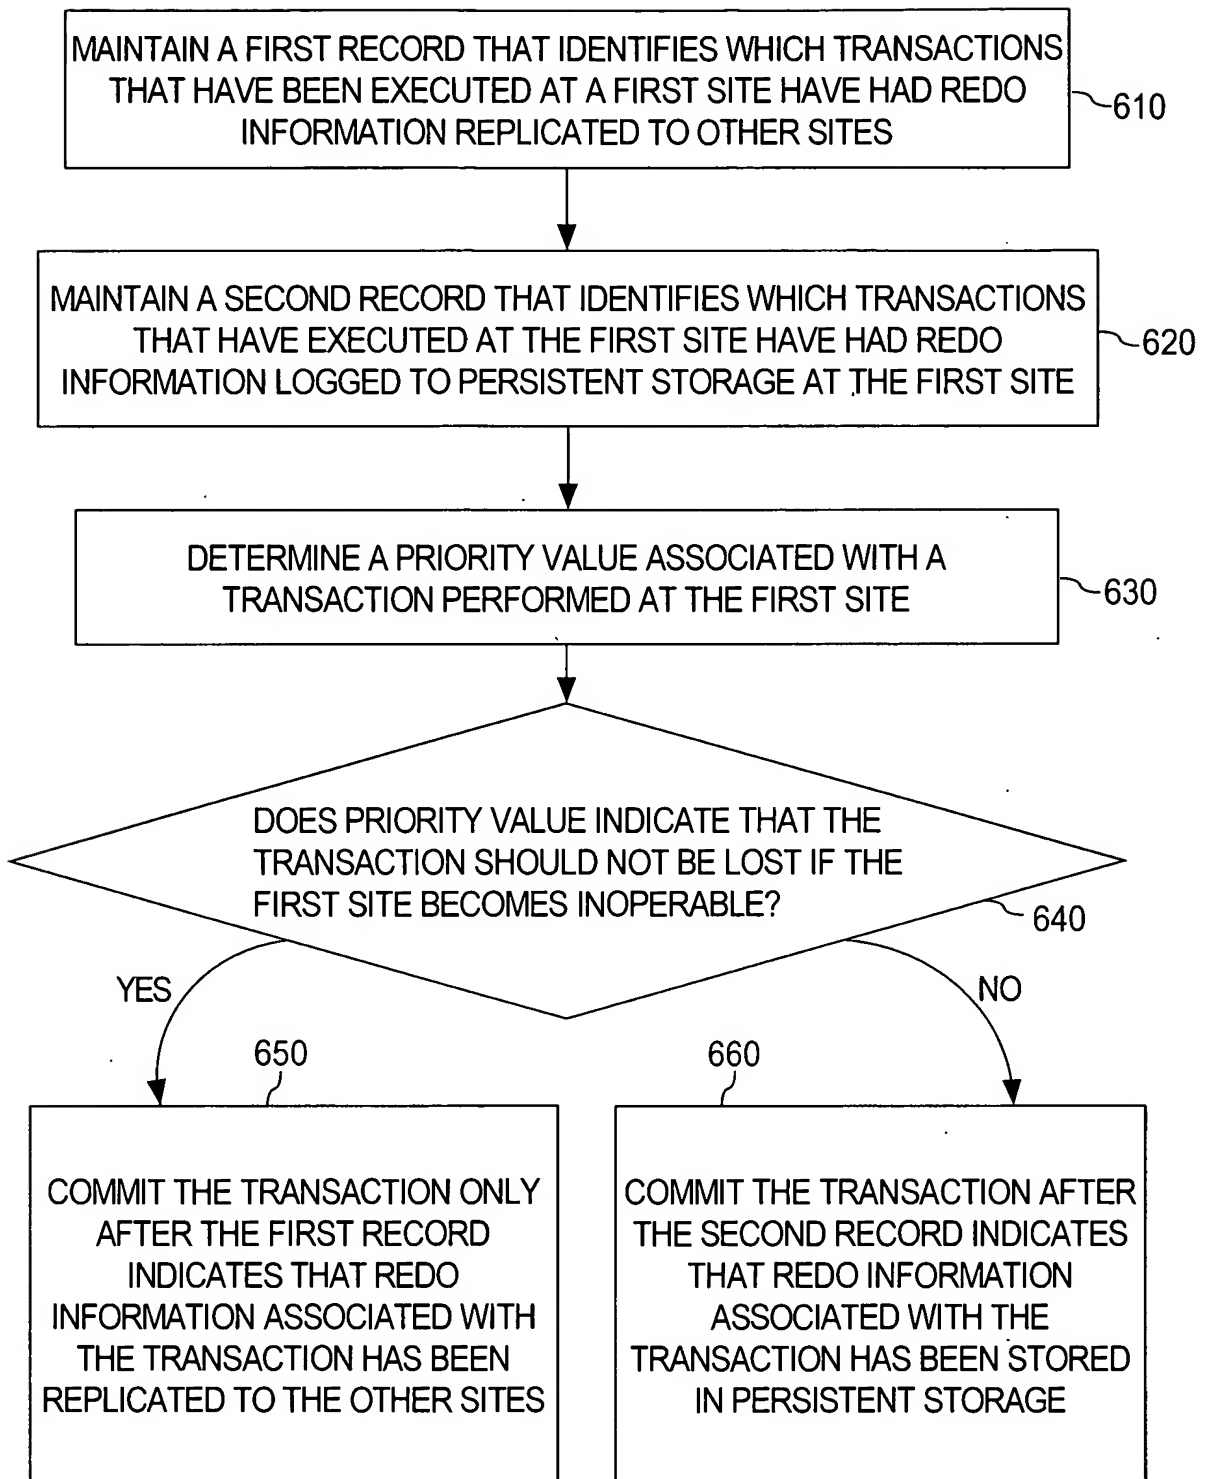 MAINTAIN A FIRST RECORD THAT IDENTIFIES WHICH TRANSACTIONS
THAT HAVE BEEN EXECUTED AT A FIRST SITE HAVE HAD REDO
INFORMATION REPLICATED TO OTHER SITES
610
MAINTAIN A SECOND RECORD THAT IDENTIFIES WHICH TRANSACTIONS
THAT HAVE EXECUTED AT THE FIRST SITE HAVE HAD REDO
INFORMATION LOGGED TO PERSISTENT STORAGE AT THE FIRST SITE
620
DETERMINE A PRIORITY VALUE ASSOCIATED WITH A
TRANSACTION PERFORMED AT THE FIRST SITE
630
DOES PRIORITY VALUE INDICATE THAT THE
TRANSACTION SHOULD NOT BE LOST IF THE
FIRST SITE BECOMES INOPERABLE?
640
YES
NO
650
660
COMMIT THE TRANSACTION ONLY
AFTER THE FIRST RECORD
INDICATES THAT REDO
INFORMATION ASSOCIATED WITH
THE TRANSACTION HAS BEEN
REPLICATED TO THE OTHER SITES
COMMIT THE TRANSACTION AFTER
THE SECOND RECORD INDICATES
THAT REDO INFORMATION
ASSOCIATED WITH THE
TRANSACTION HAS BEEN STORED
IN PERSISTENT STORAGE